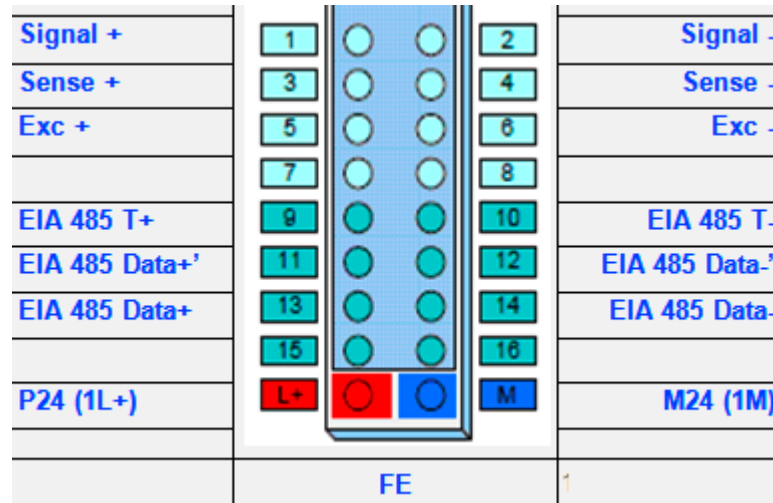 Signal + 1 2 Signal -
Sense + 3 4 Sense -
Exc + 5 6 Exc -
7 8
EIA 485 T+ 9 10 EIA 485 T-
EIA 485 Data+’ 11 12 EIA 485 Data-’
EIA 485 Data+ 13 14 EIA 485 Data-
15 16
P24 (1L+) L+ M M24 (1M)
FE 1